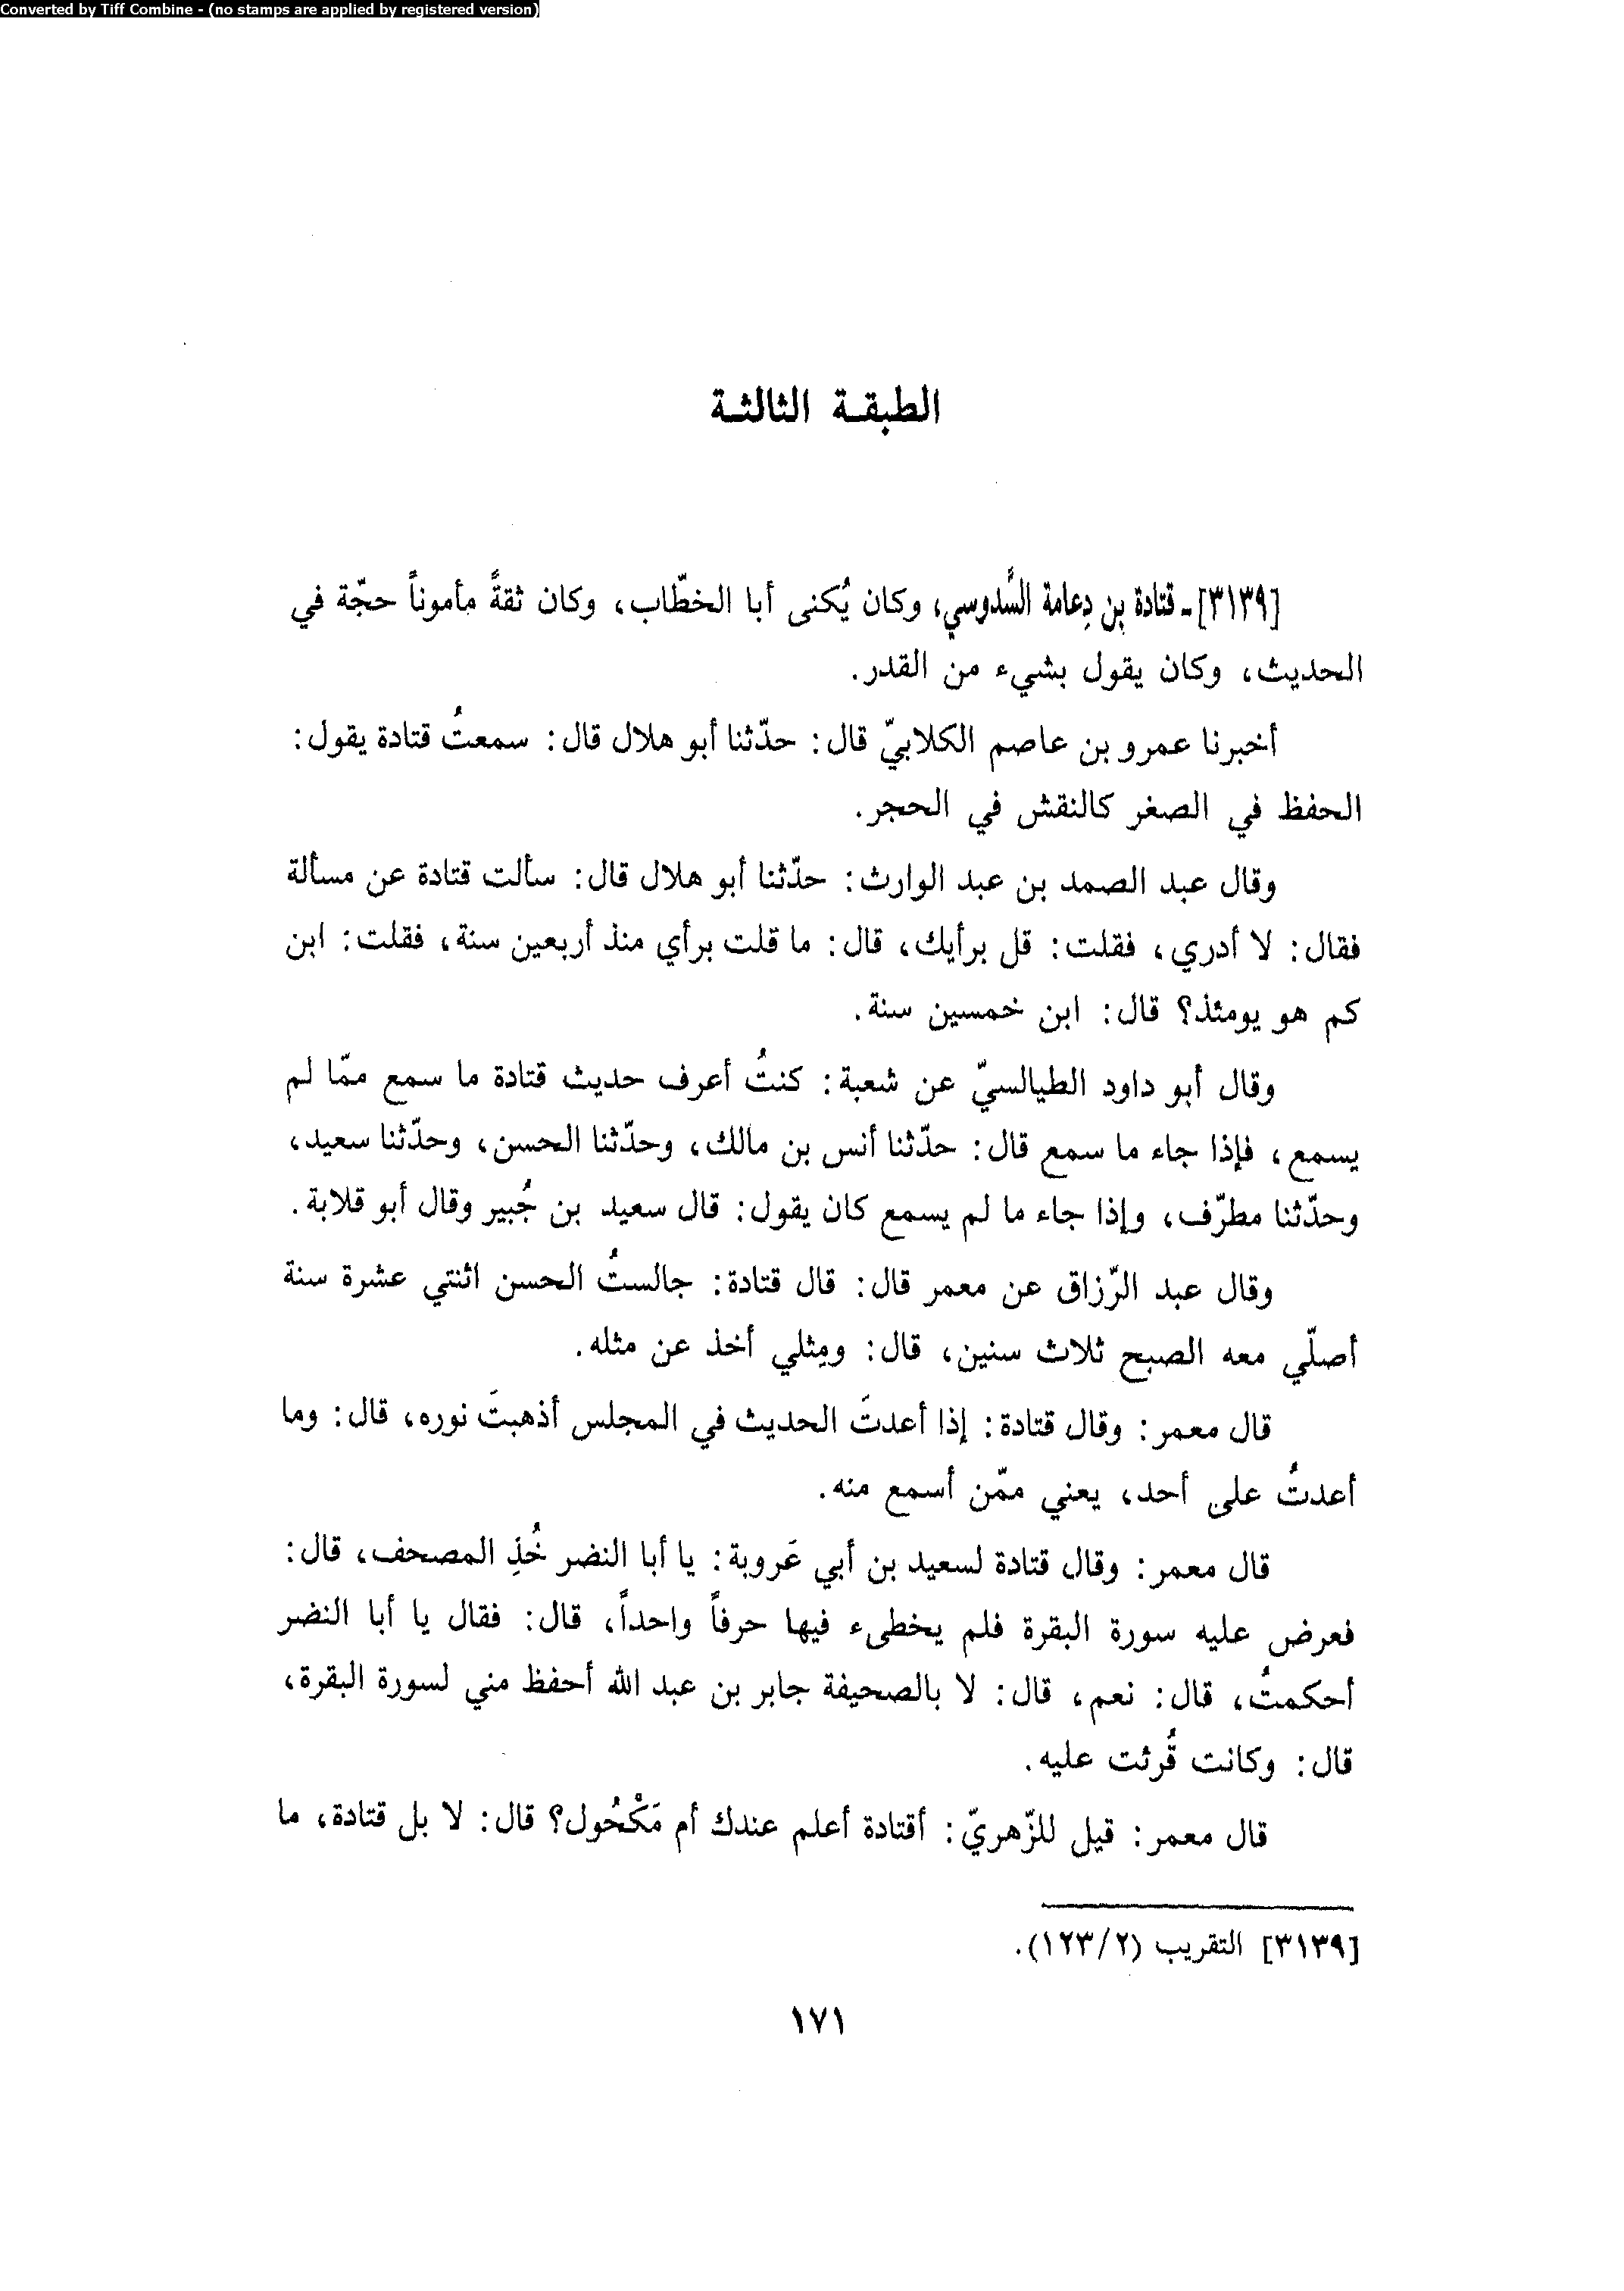 Converted by Tiff Combine - (no stamps are applied by registered version)
الطبقة الثالثة
[٣١٣٩]ـ قتادة بن دِعامة السَّدوسي، وكان يُكنى أبا الخطّاب، وكان ثقةً مأموناً حجّة في
الحديث، وكان يقول بشيء من القدر.
أخبرنا عمرو بن عاصم الكلابيّ قال: حدّثنا أبو هلال قال: سمعتُ قتادة يقول:
الحفظ في الصغر كالنقش في الحجر.
وقال عبد الصمد بن عبد الوارث: حدّثنا أبو هلال قال: سألت قتادة عن مسألة
فقال: لا أدري، فقلت: قل برأيك، قال: ما قلت برأي منذ أربعين سنة، فقلت: ابن
كم هو يومئذ؟ قال: ابن خمسين سنة.
وقال أبو داود الطيالسيّ عن شعبة: كنتُ أعرف حديث قتادة ما سمع ممّا لم
يسمع، فإذا جاء ما سمع قال: حدّثنا أنس بن مالك، وحدّثنا الحسن، وحدّثنا سعيد،
وحدّثنا مطرّف، وإذا جاء ما لم يسمع كان يقول: قال سعيد بن جُبير وقال أبو قلابة.
وقال عبد الرّزاق عن معمر قال: قال قتادة: جالستُ الحسن اثنتي عشرة سنة
أصلّي معه الصبح ثلاث سنين، قال: ومِثلي أخذ عن مثله.
قال معمر: وقال قتادة: إذا أعدتَ الحديث في المجلس أذهبتَ نوره، قال: وما
أعدتُ على أحد، يعني ممّن أسمع منه.
قال معمر: وقال قتادة لسعيد بن أبي عَروبة: يا أبا النضر خُذِ المصحف، قال:
فعرض عليه سورة البقرة فلم يخطىء فيها حرفاً واحداً، قال: فقال يا أبا النضر
أحكمتُ، قال: نعم، قال: لا بالصحيفة جابر بن عبد الله أحفظ مني لسورة البقرة،
قال: وكانت قُرئت عليه.
قال معمر: قيل للزّهريّ: أقتادة أعلم عندك أم مَكْحُول؟ قال: لا بل قتادة، ما
[٣١٣٩] التقريب (١٢٣/٢).
١٧١